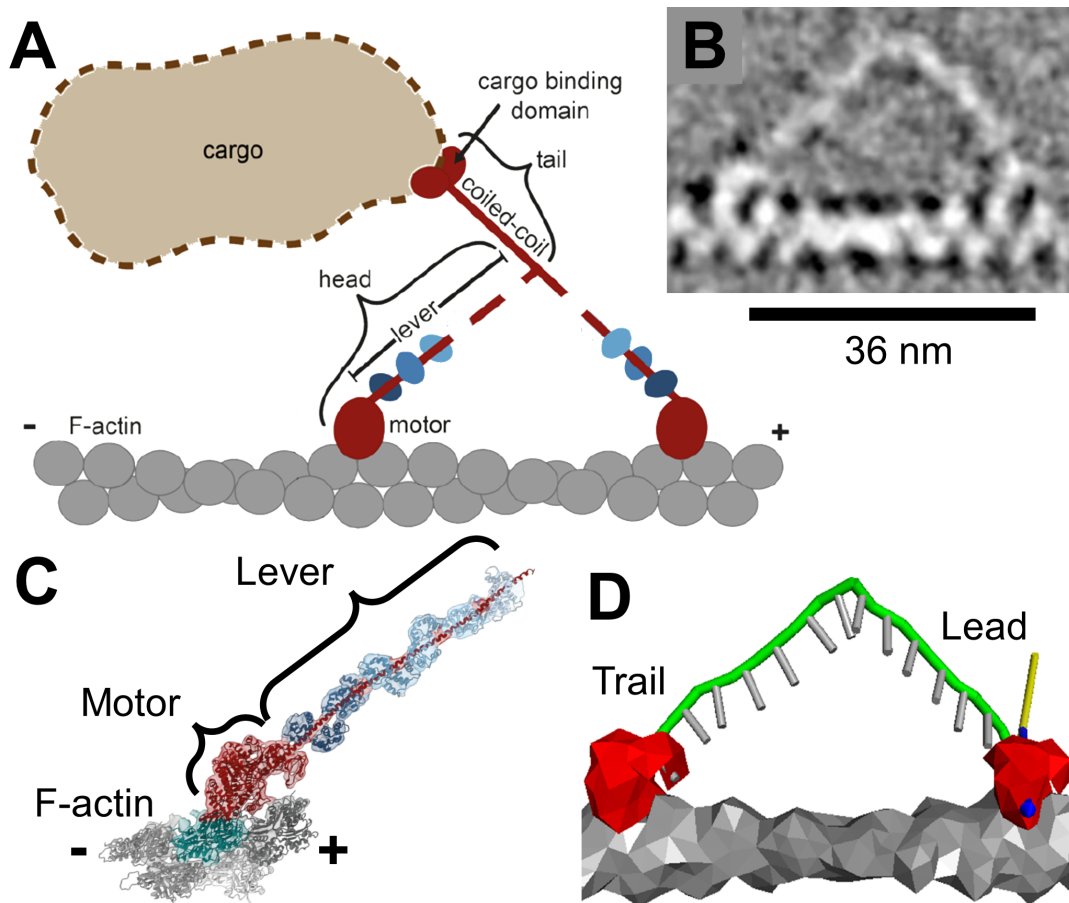 A
cargo
cargo binding
domain
tail
coiled-coil
head
lever
motor
-
F-actin
+
B
36 nm
C
Lever
Motor
F-actin
-
+
D
Trail
Lead